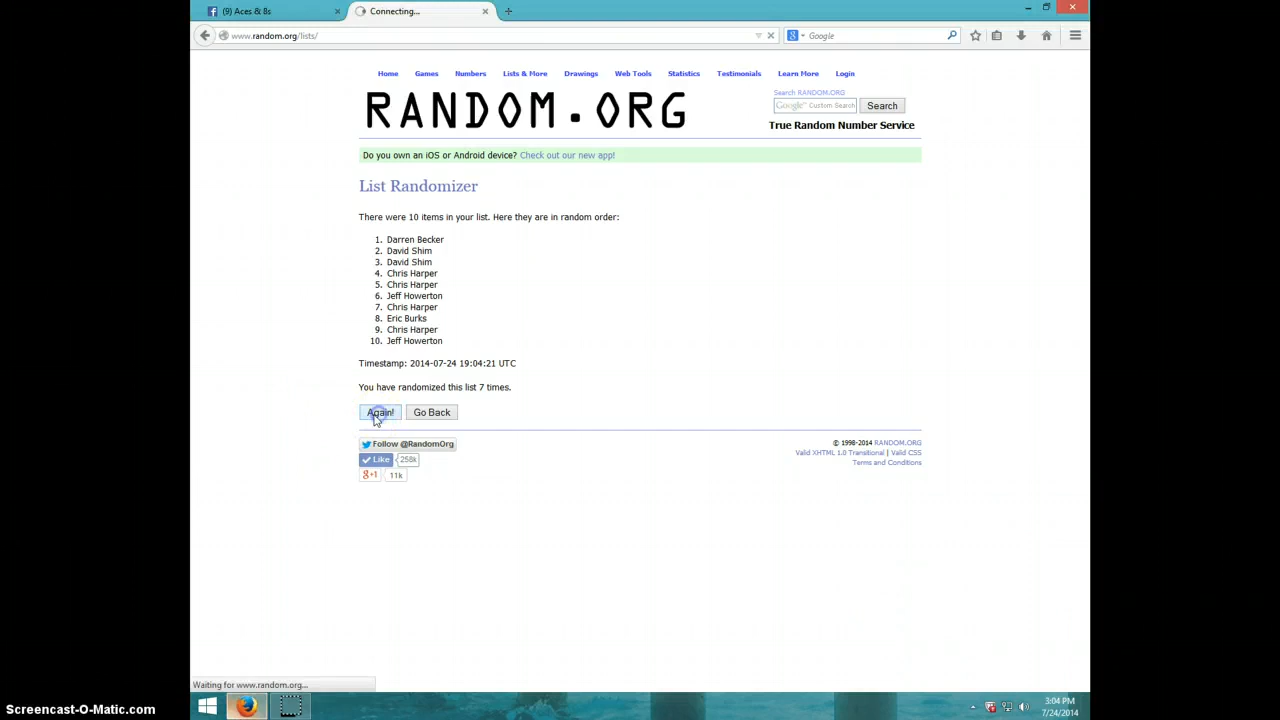 (9) Aces & 8s
Connecting...
www.random.org/lists/
Google
Home Games Numbers Lists & More Drawings Web Tools Statistics Testimonials Learn More Login
RANDOM.ORG
Search RANDOM.ORG
Google™ Custom Search
Search
True Random Number Service
Do you own an iOS or Android device? Check out our new app!
List Randomizer
There were 10 items in your list. Here they are in random order:
1. Darren Becker
2. David Shim
3. David Shim
4. Chris Harper
5. Chris Harper
6. Jeff Howerton
7. Chris Harper
8. Eric Burks
9. Chris Harper
10. Jeff Howerton
Timestamp: 2014-07-24 19:04:21 UTC
You have randomized this list 7 times.
Again! Go Back
Follow @RandomOrg
Like 258k
g+1 11k
© 1998-2014 RANDOM.ORG
Valid XHTML 1.0 Transitional | Valid CSS
Terms and Conditions
Waiting for www.random.org...
3:04 PM
7/24/2014
Screencast-O-Matic.com